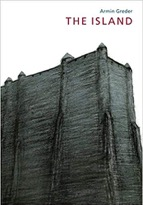 Armin Greder
THE ISLAND